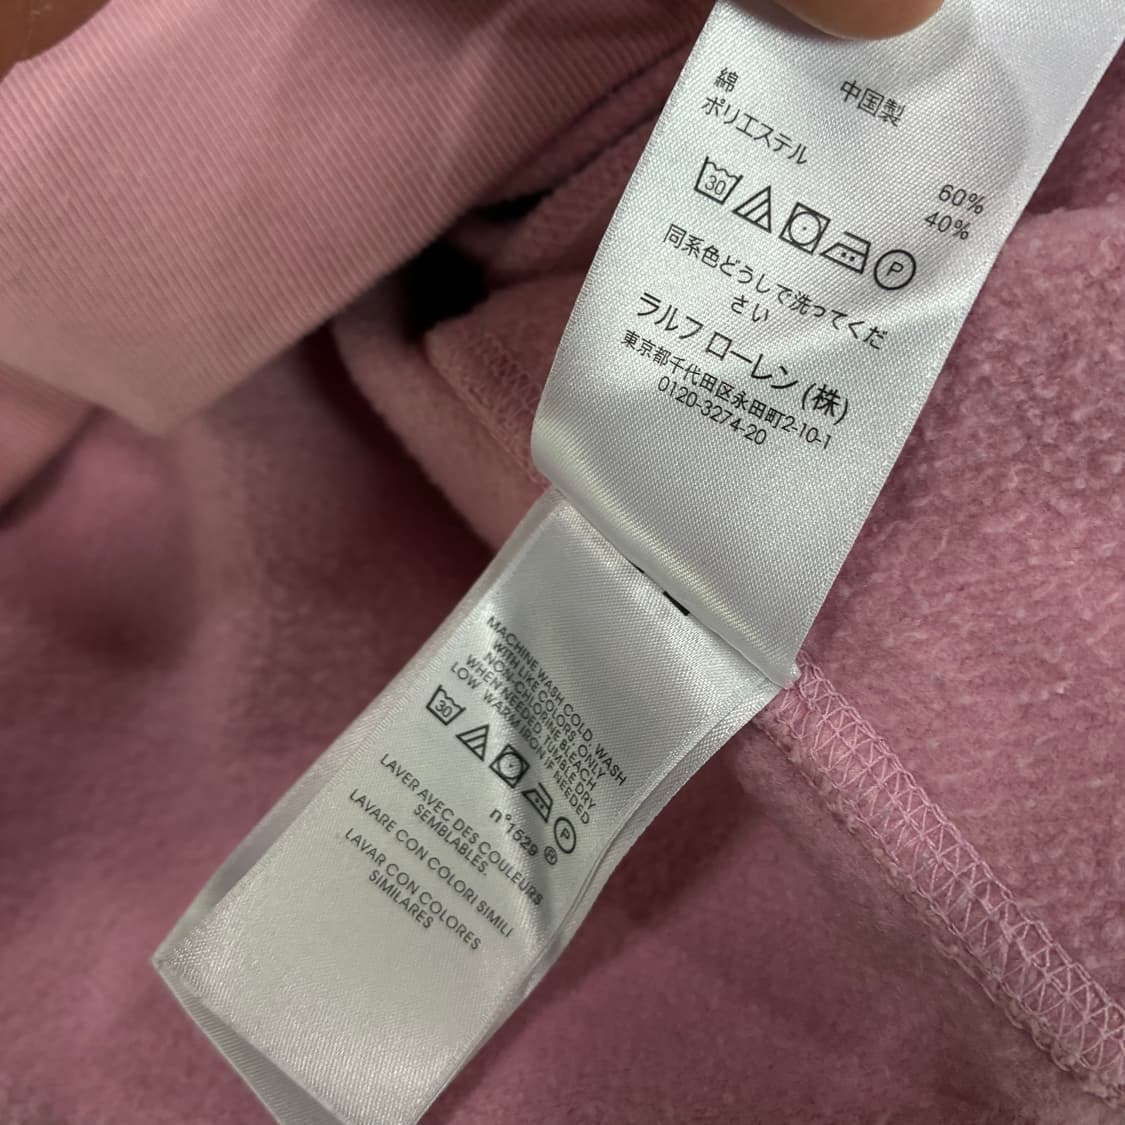 綿 中国製
ポリエステル
60%
40%
30 P
同系色どうしで洗ってくだ
さい
ラルフ ローレン (株)
東京都千代田区永田町2-10-1
0120-3274-20
MACHINE WASH COLD, WASH
WITH LIKE COLORS, ONLY
NON-CHLORINE BLEACH
WHEN NEEDED, TUMBLE DRY
LOW, WARM IRON IF NEEDED
30 P
n°1529 ®
LAVER AVEC DES COULEURS
SEMBLABLES.
LAVARE CON COLORI SIMILI
LAVAR CON COLORES
SIMILARES